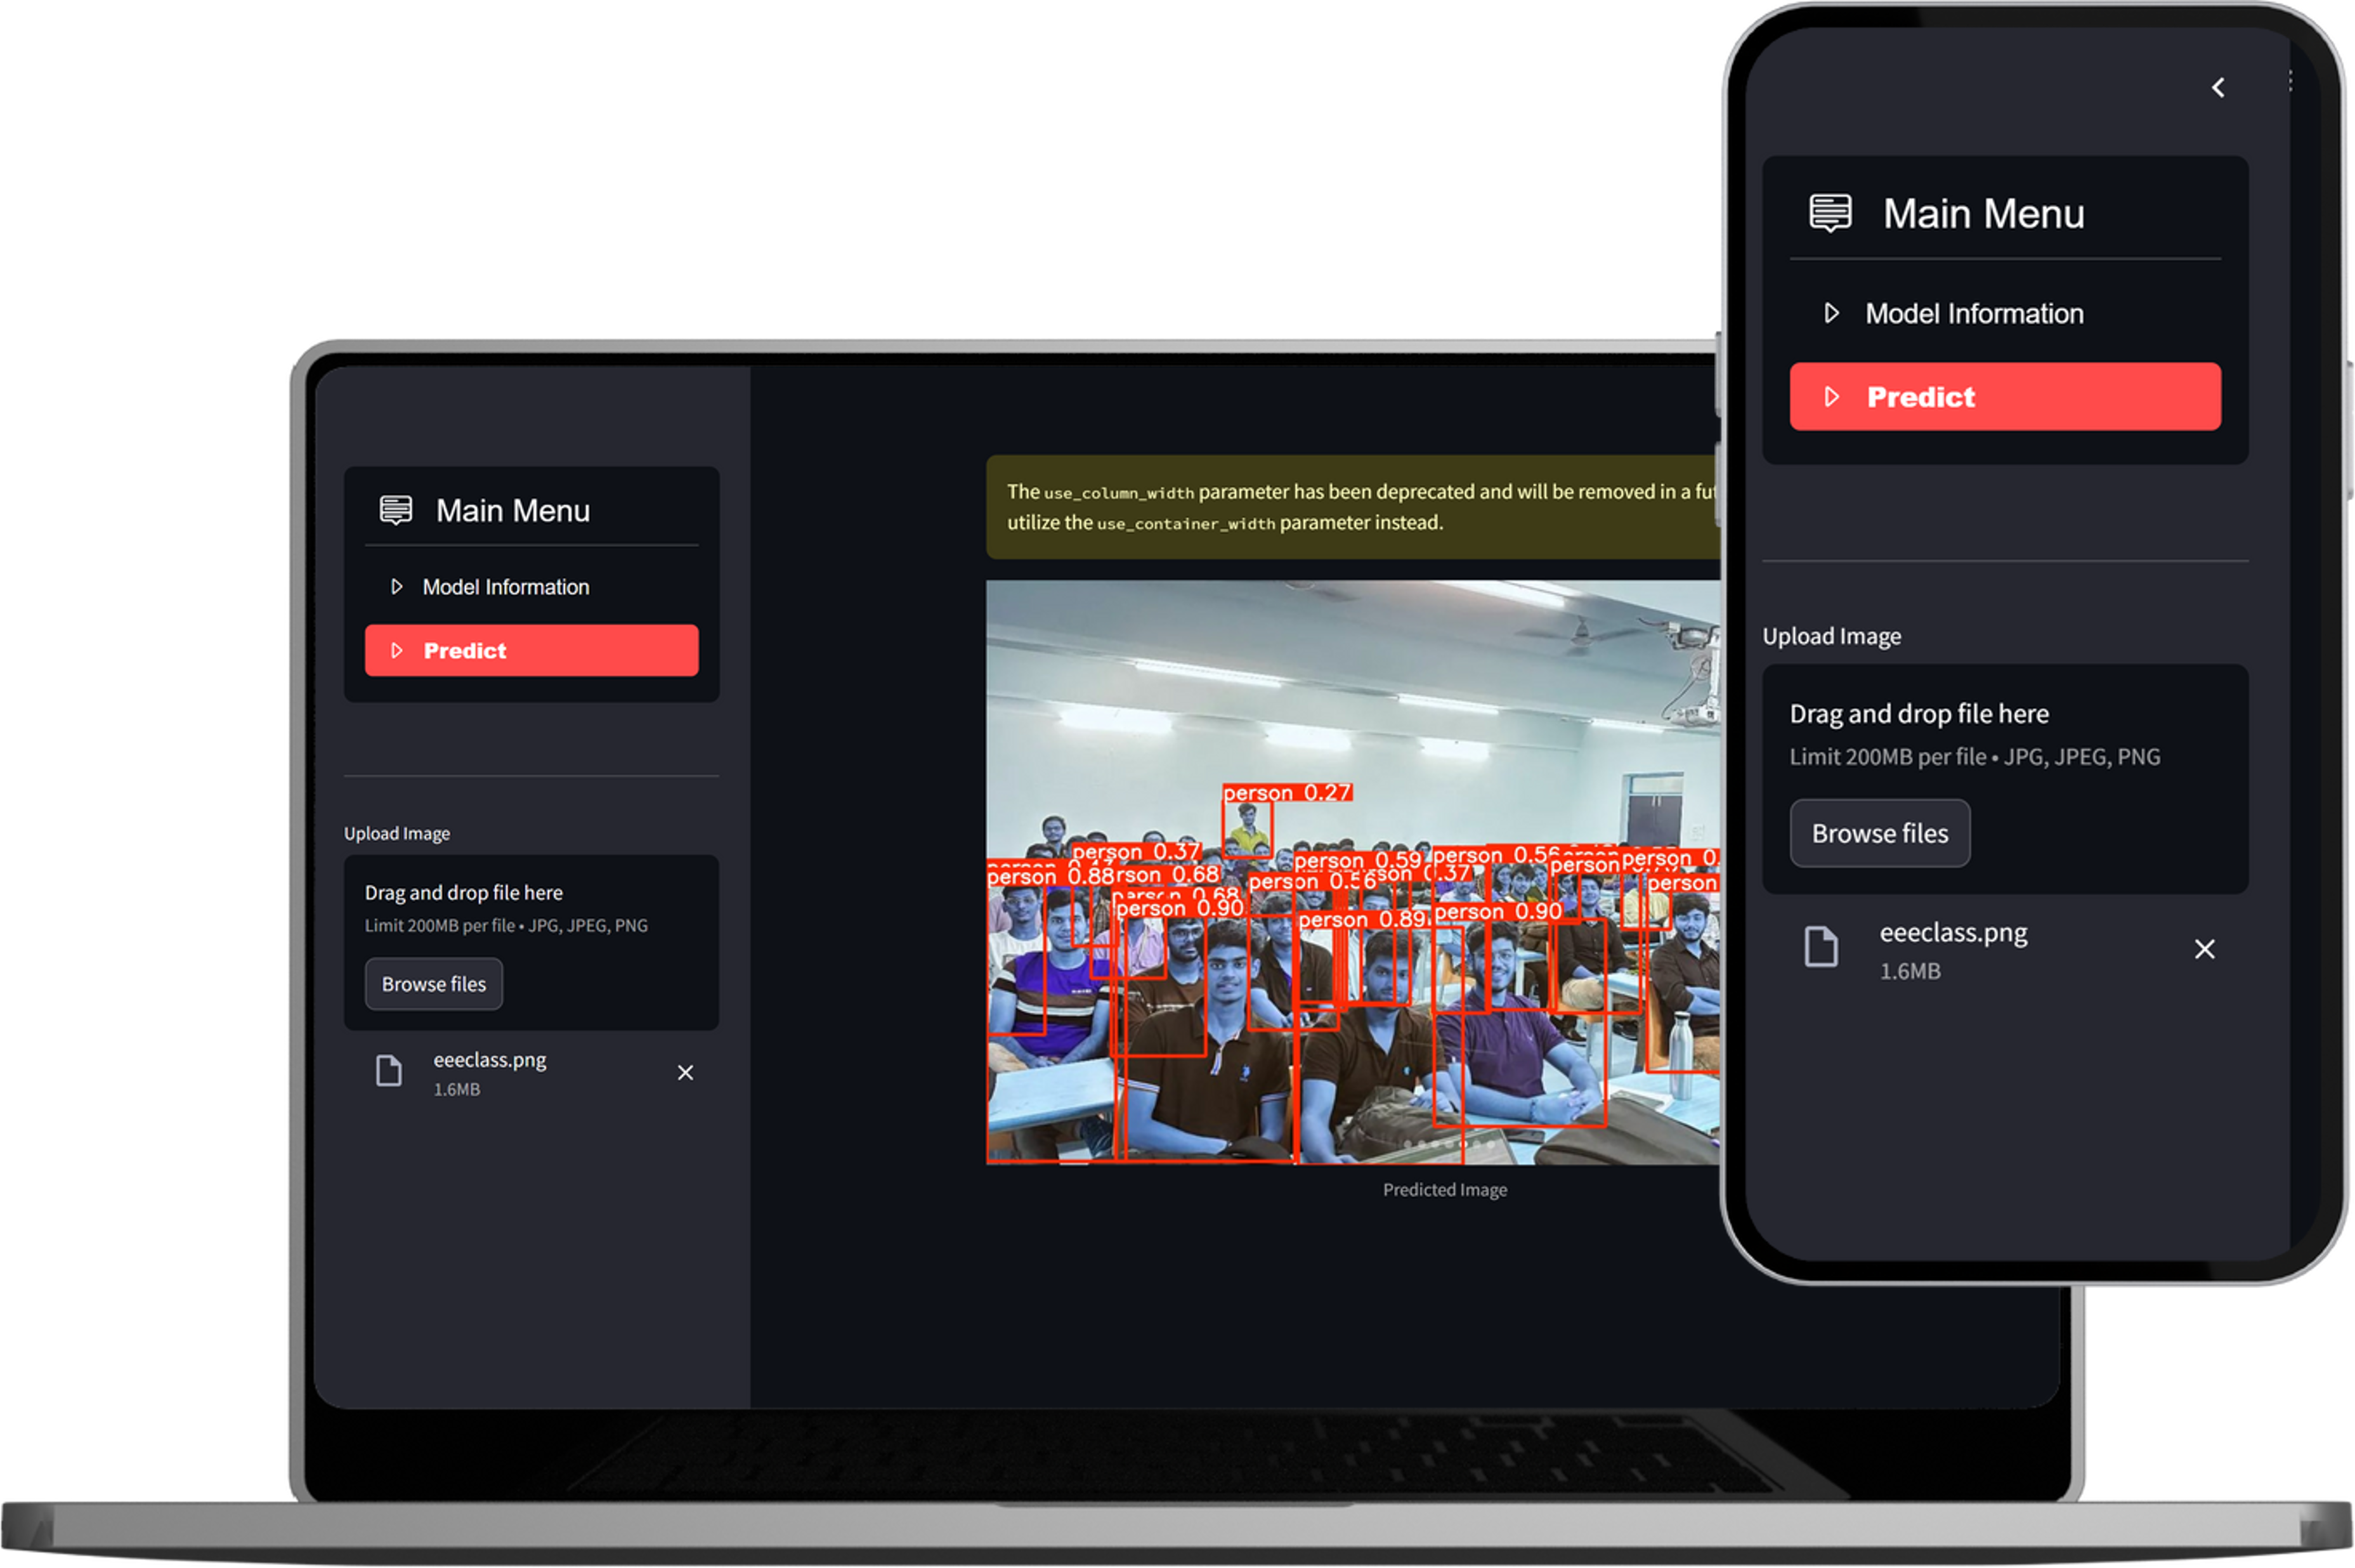 Main Menu
Model Information
Predict
Upload Image
Drag and drop file here
Limit 200MB per file • JPG, JPEG, PNG
Browse files
eeeclass.png
1.6MB
The use_column_width parameter has been deprecated and will be removed in a
utilize the use_container_width parameter instead.
person 0.27
person 0.37
person 0.88
rson 0.68
person 0.90
person 0.59
person 0.56
0.37
person 0.89
person 0.56
person 0.90
person
person 0.
person
Predicted Image
Main Menu
Model Information
Predict
Upload Image
Drag and drop file here
Limit 200MB per file • JPG, JPEG, PNG
Browse files
eeeclass.png
1.6MB